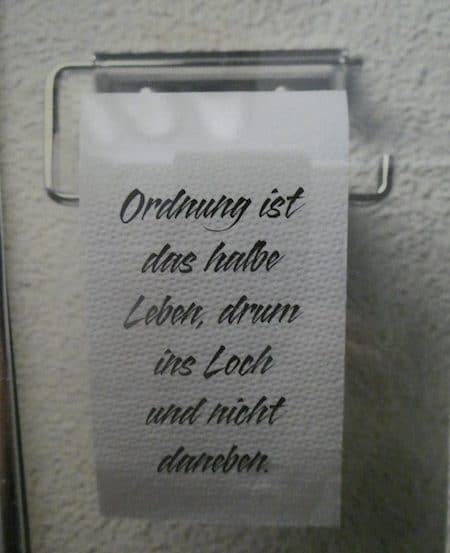 Ordnung ist
das halbe
Leben, drum
ins Loch
und nicht
daneben.